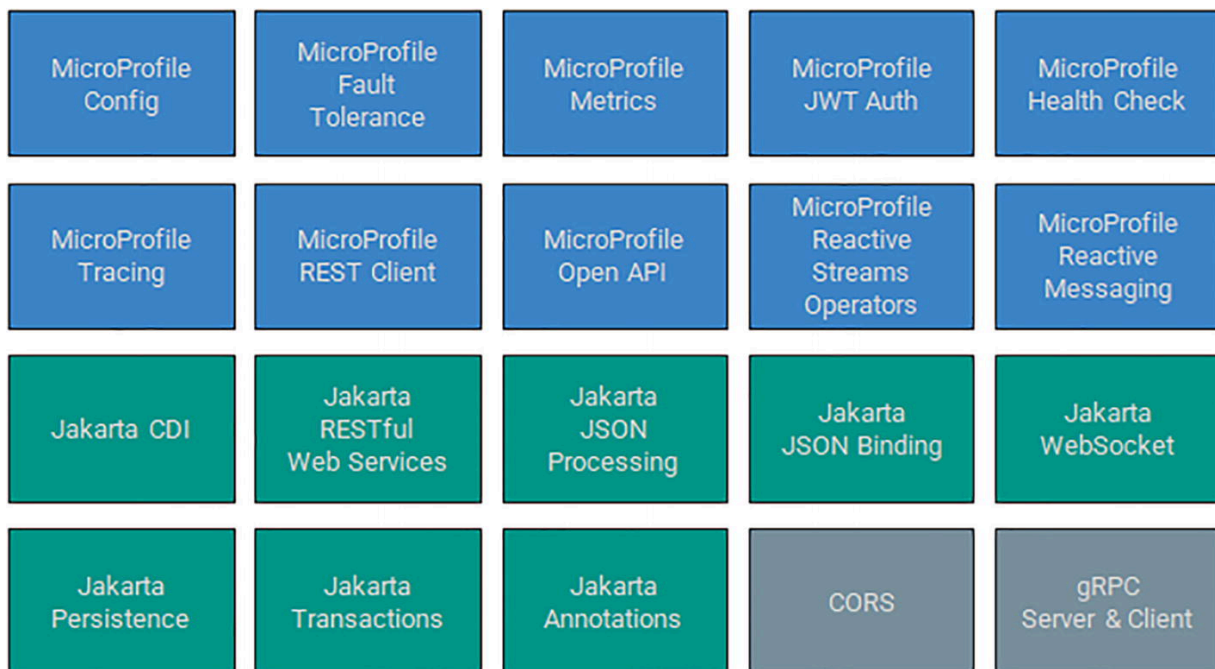 MicroProfile
Config
MicroProfile
Fault
Tolerance
MicroProfile
Metrics
MicroProfile
JWT Auth
MicroProfile
Health Check
MicroProfile
Tracing
MicroProfile
REST Client
MicroProfile
Open API
MicroProfile
Reactive
Streams
Operators
MicroProfile
Reactive
Messaging
Jakarta CDI
Jakarta
RESTful
Web Services
Jakarta
JSON
Processing
Jakarta
JSON Binding
Jakarta
WebSocket
Jakarta
Persistence
Jakarta
Transactions
Jakarta
Annotations
CORS
gRPC
Server & Client